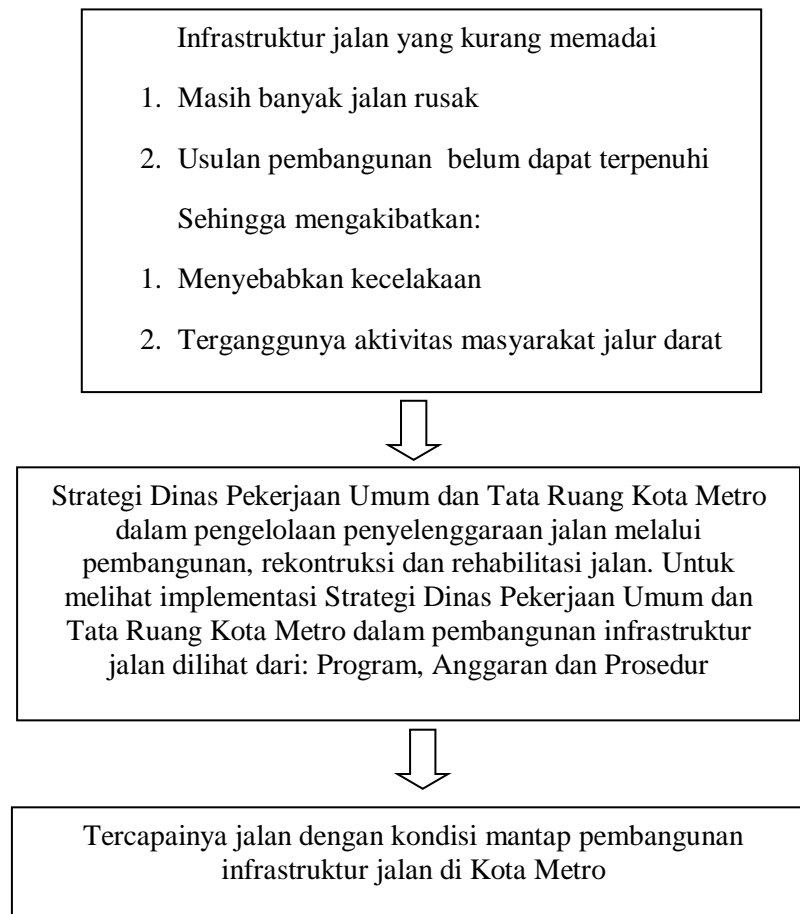 Infrastruktur jalan yang kurang memadai
1. Masih banyak jalan rusak
2. Usulan pembangunan belum dapat terpenuhi
Sehingga mengakibatkan:
1. Menyebabkan kecelakaan
2. Terganggunya aktivitas masyarakat jalur darat
Strategi Dinas Pekerjaan Umum dan Tata Ruang Kota Metro
dalam pengelolaan penyelenggaraan jalan melalui
pembangunan, rekontruksi dan rehabilitasi jalan. Untuk
melihat implementasi Strategi Dinas Pekerjaan Umum dan
Tata Ruang Kota Metro dalam pembangunan infrastruktur
jalan dilihat dari: Program, Anggaran dan Prosedur
Tercapainya jalan dengan kondisi mantap pembangunan
infrastruktur jalan di Kota Metro